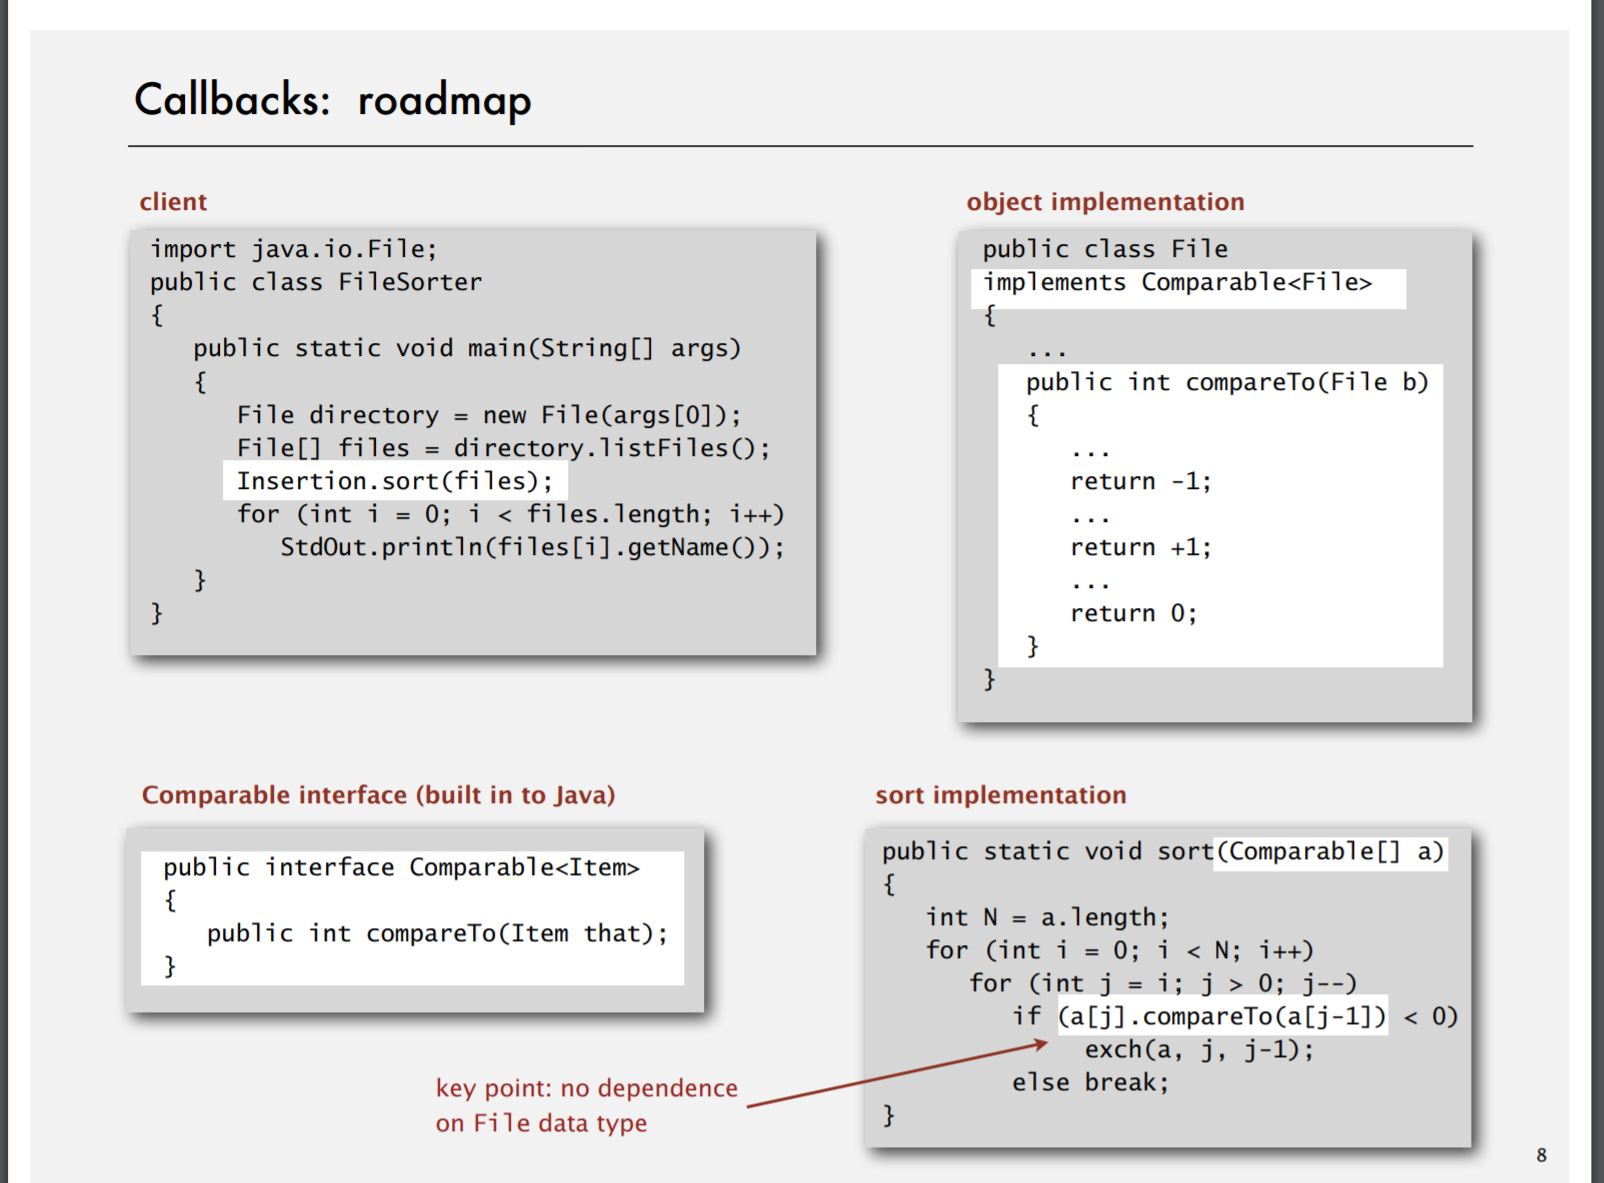 Callbacks: roadmap
client
import java.io.File;
public class FileSorter
{
   public static void main(String[] args)
   {
      File directory = new File(args[0]);
      File[] files = directory.listFiles();
      Insertion.sort(files);
      for (int i = 0; i < files.length; i++)
         StdOut.println(files[i].getName());
   }
}
object implementation
public class File
implements Comparable<File>
{
   ...
   public int compareTo(File b)
   {
      ...
      return -1;
      ...
      return +1;
      ...
      return 0;
   }
}
Comparable interface (built in to Java)
public interface Comparable<Item>
{
   public int compareTo(Item that);
}
sort implementation
public static void sort(Comparable[] a)
{
   int N = a.length;
   for (int i = 0; i < N; i++)
      for (int j = i; j > 0; j--)
         if (a[j].compareTo(a[j-1]) < 0)
              exch(a, j, j-1);
         else break;
}
key point: no dependence
on File data type
8